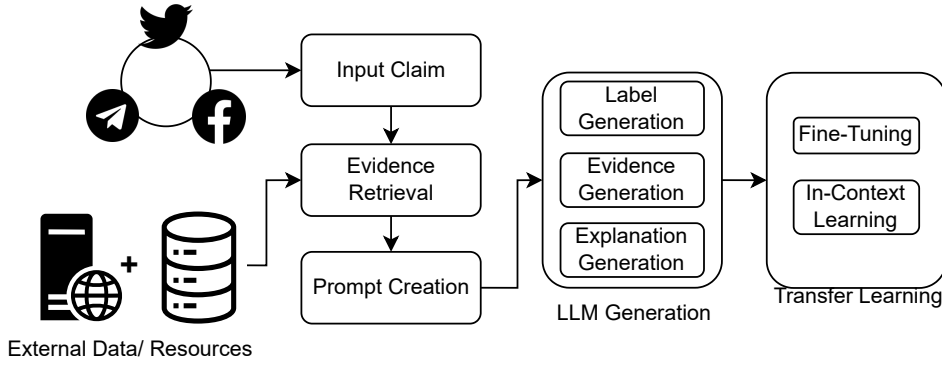 Input Claim
Evidence
Retrieval
Prompt Creation
External Data/ Resources
Label
Generation
Evidence
Generation
Explanation
Generation
LLM Generation
Fine-Tuning
In-Context
Learning
Transfer Learning